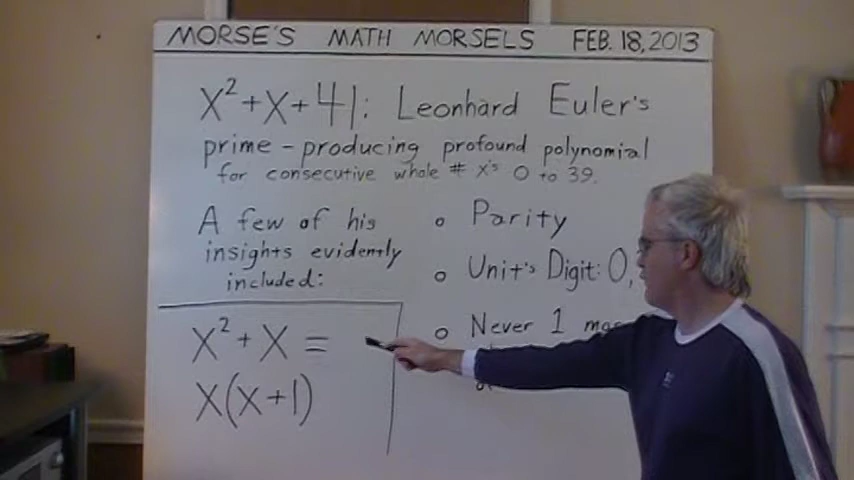 MORSE'S MATH MORSELS FEB. 18, 2013
X² + X + 41: Leonhard Euler's
prime-producing profound polynomial
for consecutive whole # x's 0 to 39.
A few of his
insights evidently
included:
X² + X =
X(X+1)
o Parity
o Unit's Digit: 0,
o Never 1